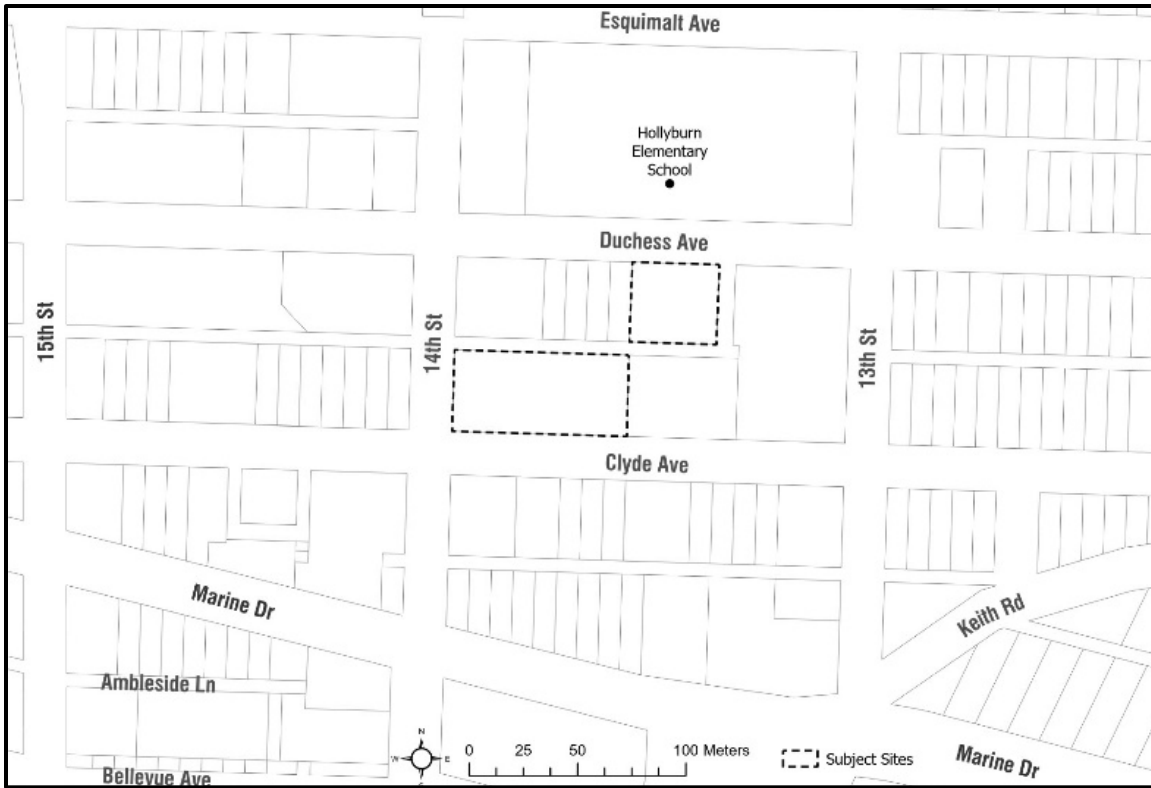 Esquimalt Ave
Hollyburn
Elementary
School
Duchess Ave
15th St
14th St
13th St
Clyde Ave
Marine Dr
Keith Rd
Ambleside Ln
N
W
E
0 25 50 100 Meters
Subject Sites
Marine Dr
Bellevue Ave